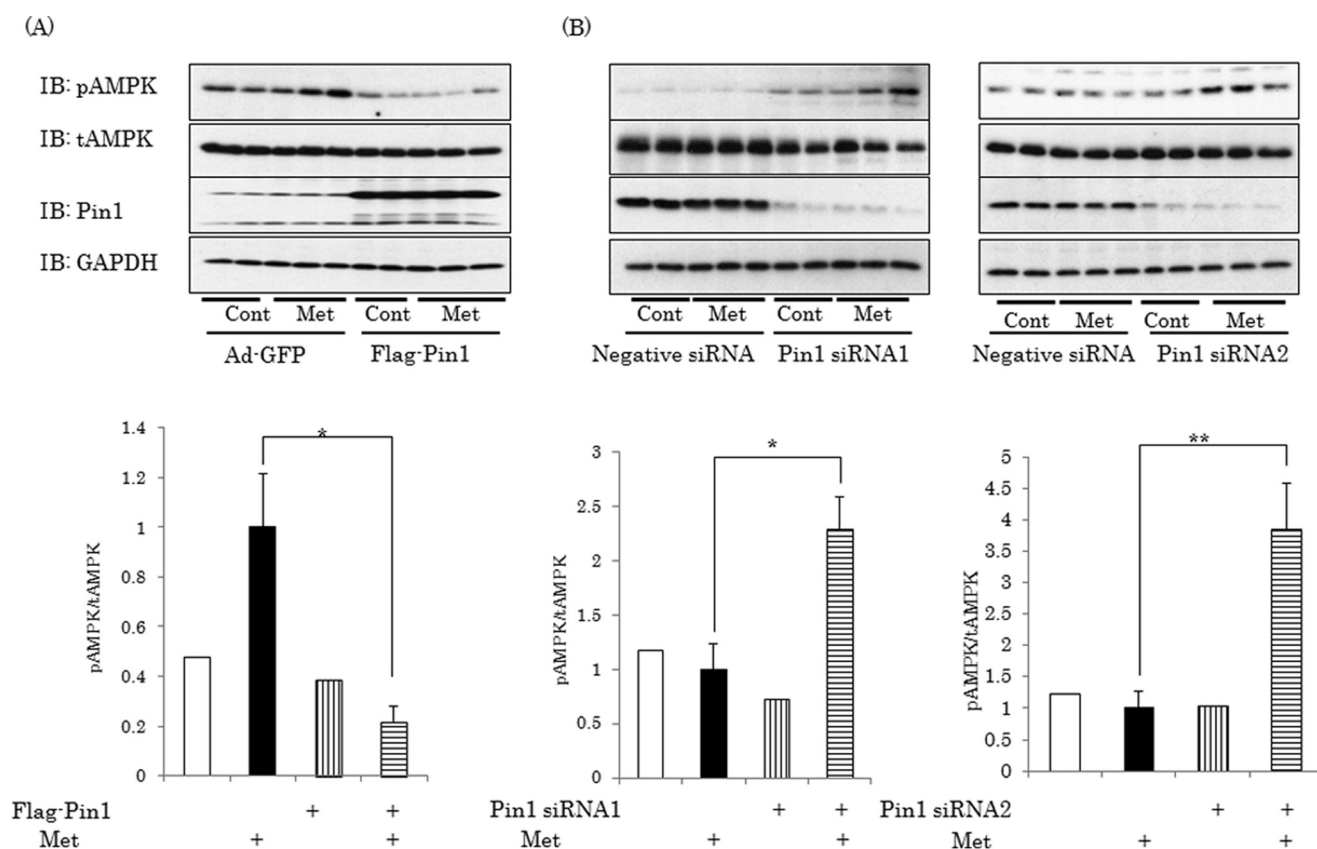 (A)
(B)
IB: pAMPK
IB: tAMPK
IB: Pin1
IB: GAPDH
Cont Met Cont Met
Ad-GFP Flag-Pin1
Cont Met Cont Met
Negative siRNA Pin1 siRNA1
Cont Met Cont Met
Negative siRNA Pin1 siRNA2
pAMPK/tAMPK
1.4
1.2
1
0.8
0.6
0.4
0.2
0
*
Flag-Pin1 + +
Met + +
pAMPK/tAMPK
3
2.5
2
1.5
1
0.5
0
*
Pin1 siRNA1 + +
Met + +
pAMPK/tAMPK
5
4.5
4
3.5
3
2.5
2
1.5
1
0.5
0
**
Pin1 siRNA2 + +
Met + +